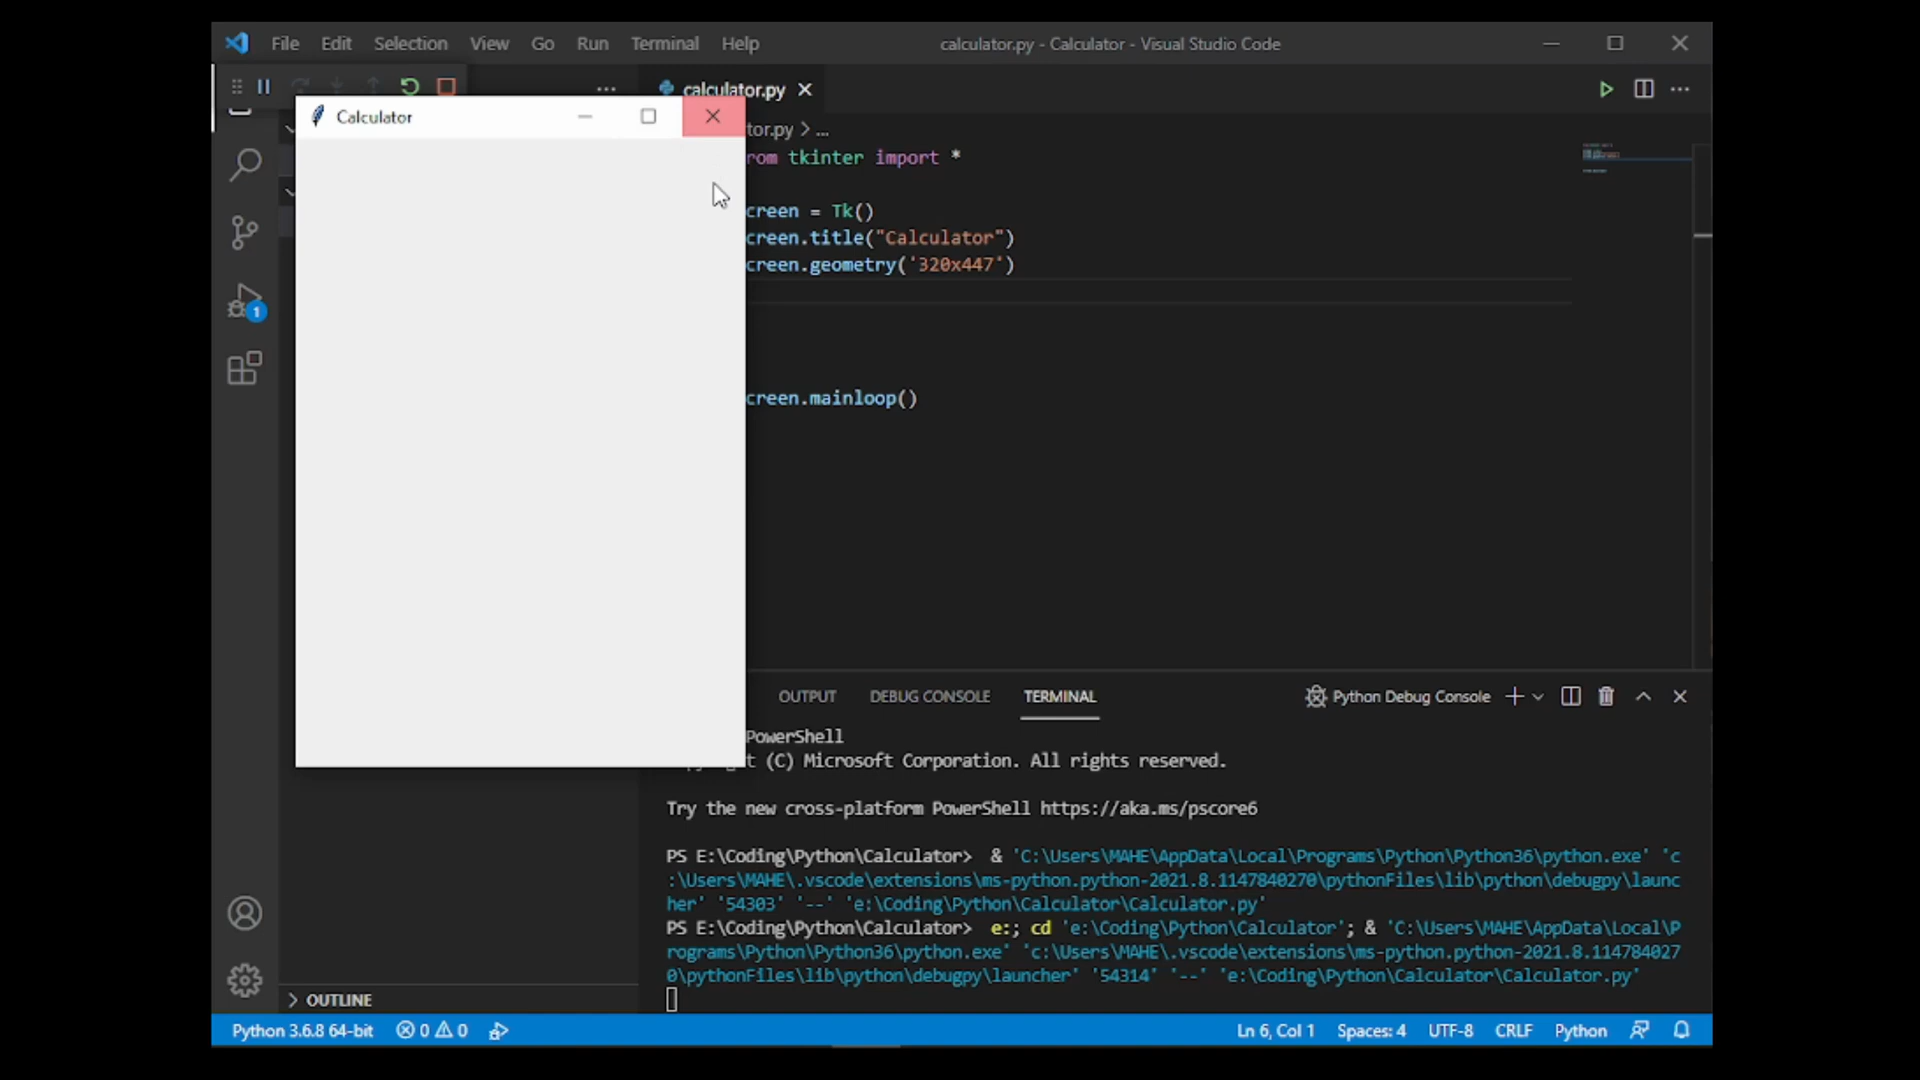 File Edit Selection View Go Run Terminal Help
calculator.py - Calculator - Visual Studio Code
calculator.py
Calculator
tor.py > ...
rom tkinter import *
creen = Tk()
creen.title("Calculator")
creen.geometry('320x447')
creen.mainloop()
1
OUTPUT DEBUG CONSOLE TERMINAL
Python Debug Console
PowerShell
(C) Microsoft Corporation. All rights reserved.
Try the new cross-platform PowerShell https://aka.ms/pscore6
PS E:\Coding\Python\Calculator> & 'C:\Users\MAHE\AppData\Local\Programs\Python\Python36\python.exe' 'c
:\Users\MAHE\.vscode\extensions\ms-python.python-2021.8.1147840270\pythonFiles\lib\python\debugpy\launc
her' '54303' '--' 'e:\Coding\Python\Calculator\Calculator.py'
PS E:\Coding\Python\Calculator> e:; cd 'e:\Coding\Python\Calculator'; & 'C:\Users\MAHE\AppData\Local\P
rograms\Python\Python36\python.exe' 'c:\Users\MAHE\.vscode\extensions\ms-python.python-2021.8.114784027
0\pythonFiles\lib\python\debugpy\launcher' '54314' '--' 'e:\Coding\Python\Calculator\Calculator.py'
> OUTLINE
Python 3.6.8 64-bit 0 0
Ln 6, Col 1 Spaces: 4 UTF-8 CRLF Python